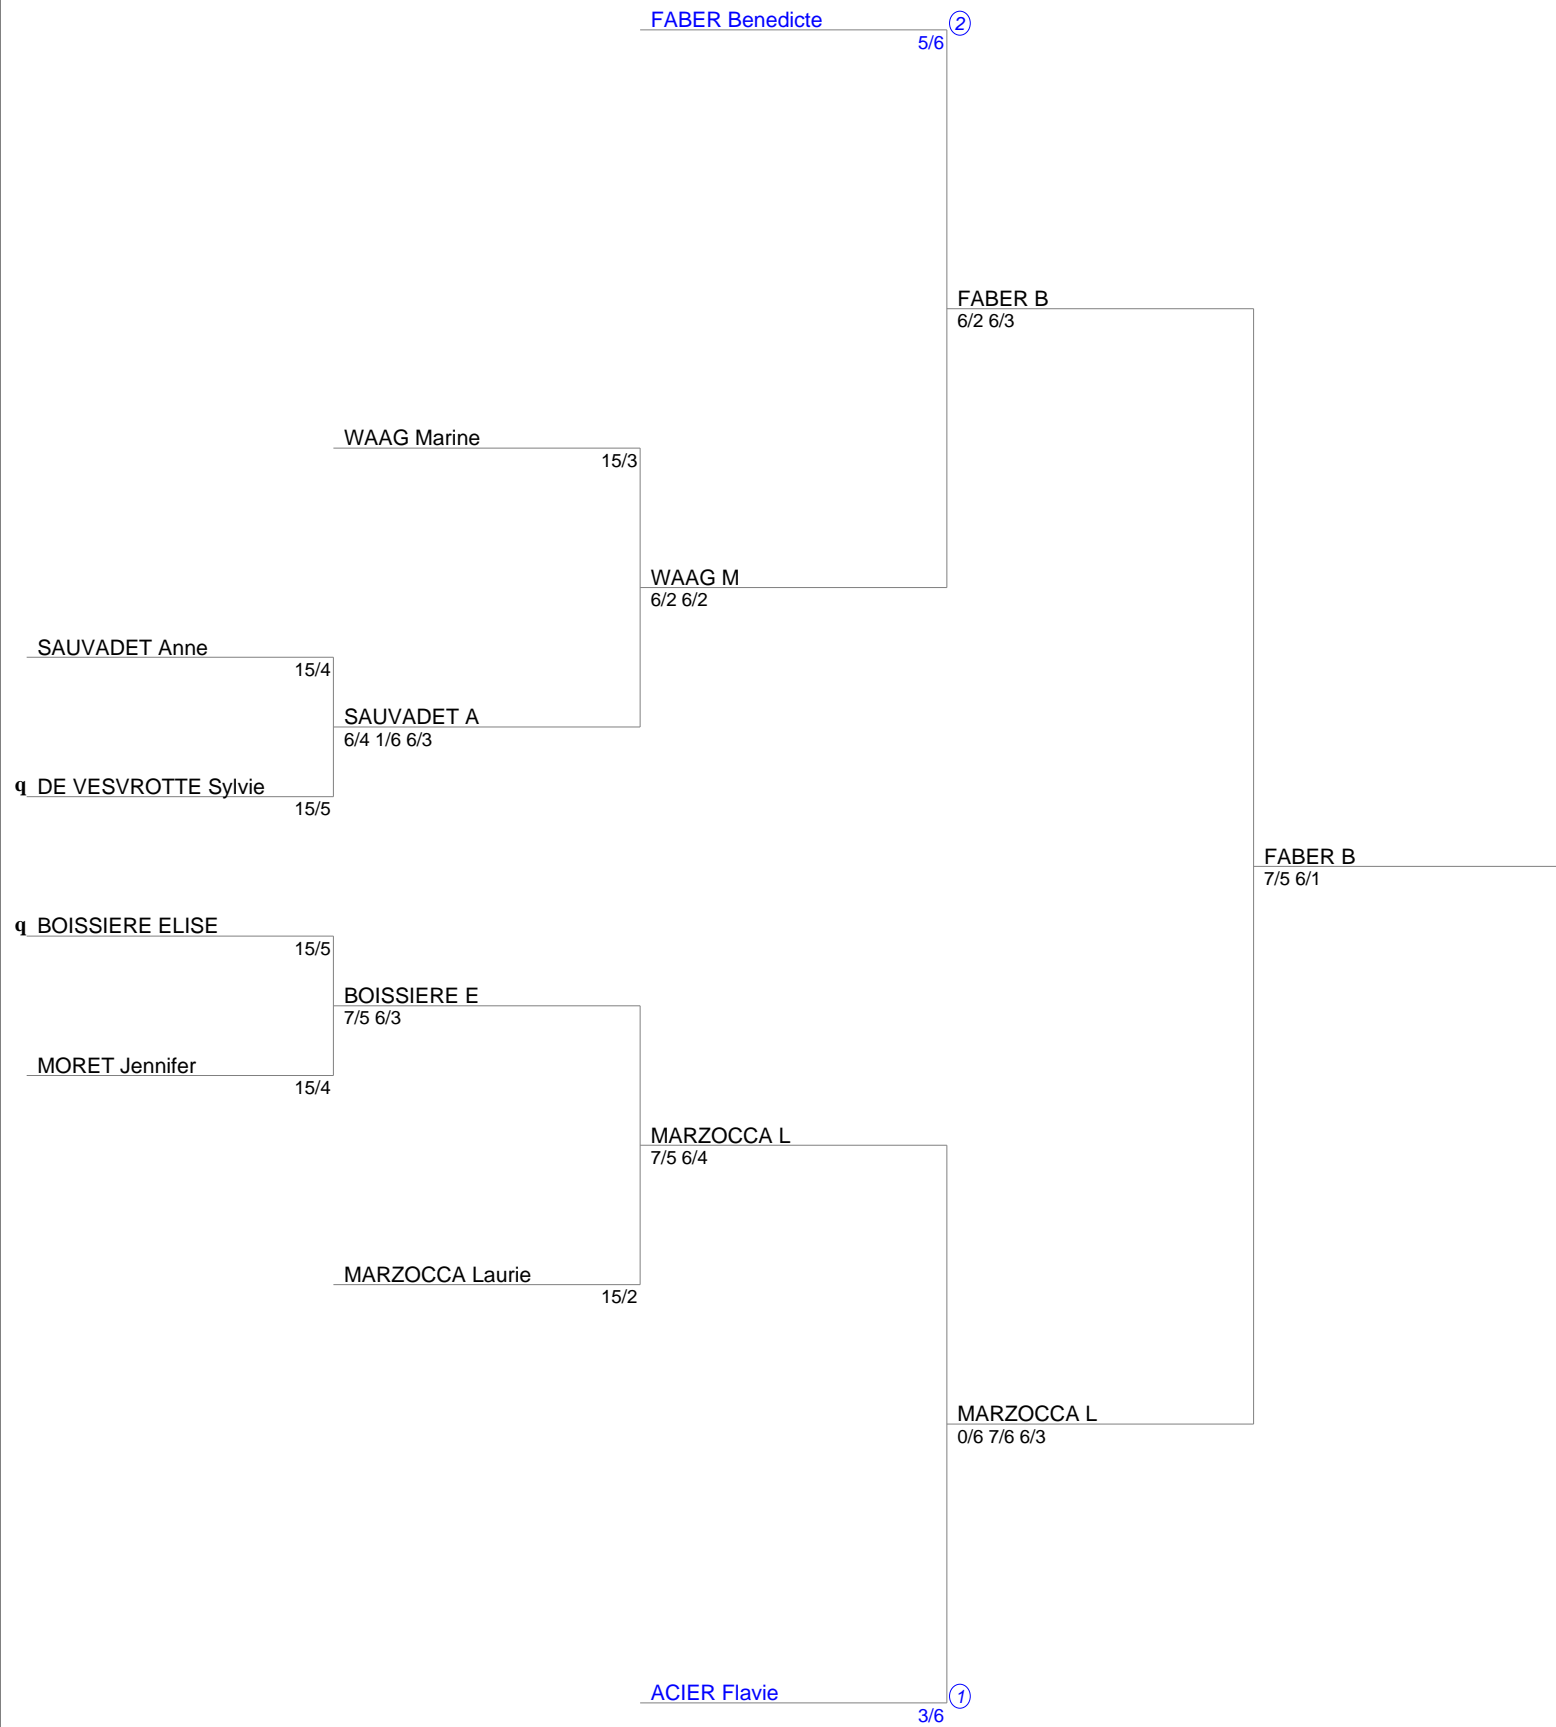 FABER Benedicte
2
5/6
FABER B
6/2 6/3
WAAG Marine
15/3
WAAG M
6/2 6/2
SAUVADET Anne
15/4
SAUVADET A
6/4 1/6 6/3
q DE VESVROTTE Sylvie
15/5
FABER B
7/5 6/1
q BOISSIERE ELISE
15/5
BOISSIERE E
7/5 6/3
MORET Jennifer
15/4
MARZOCCA L
7/5 6/4
MARZOCCA Laurie
15/2
MARZOCCA L
0/6 7/6 6/3
ACIER Flavie
1
3/6